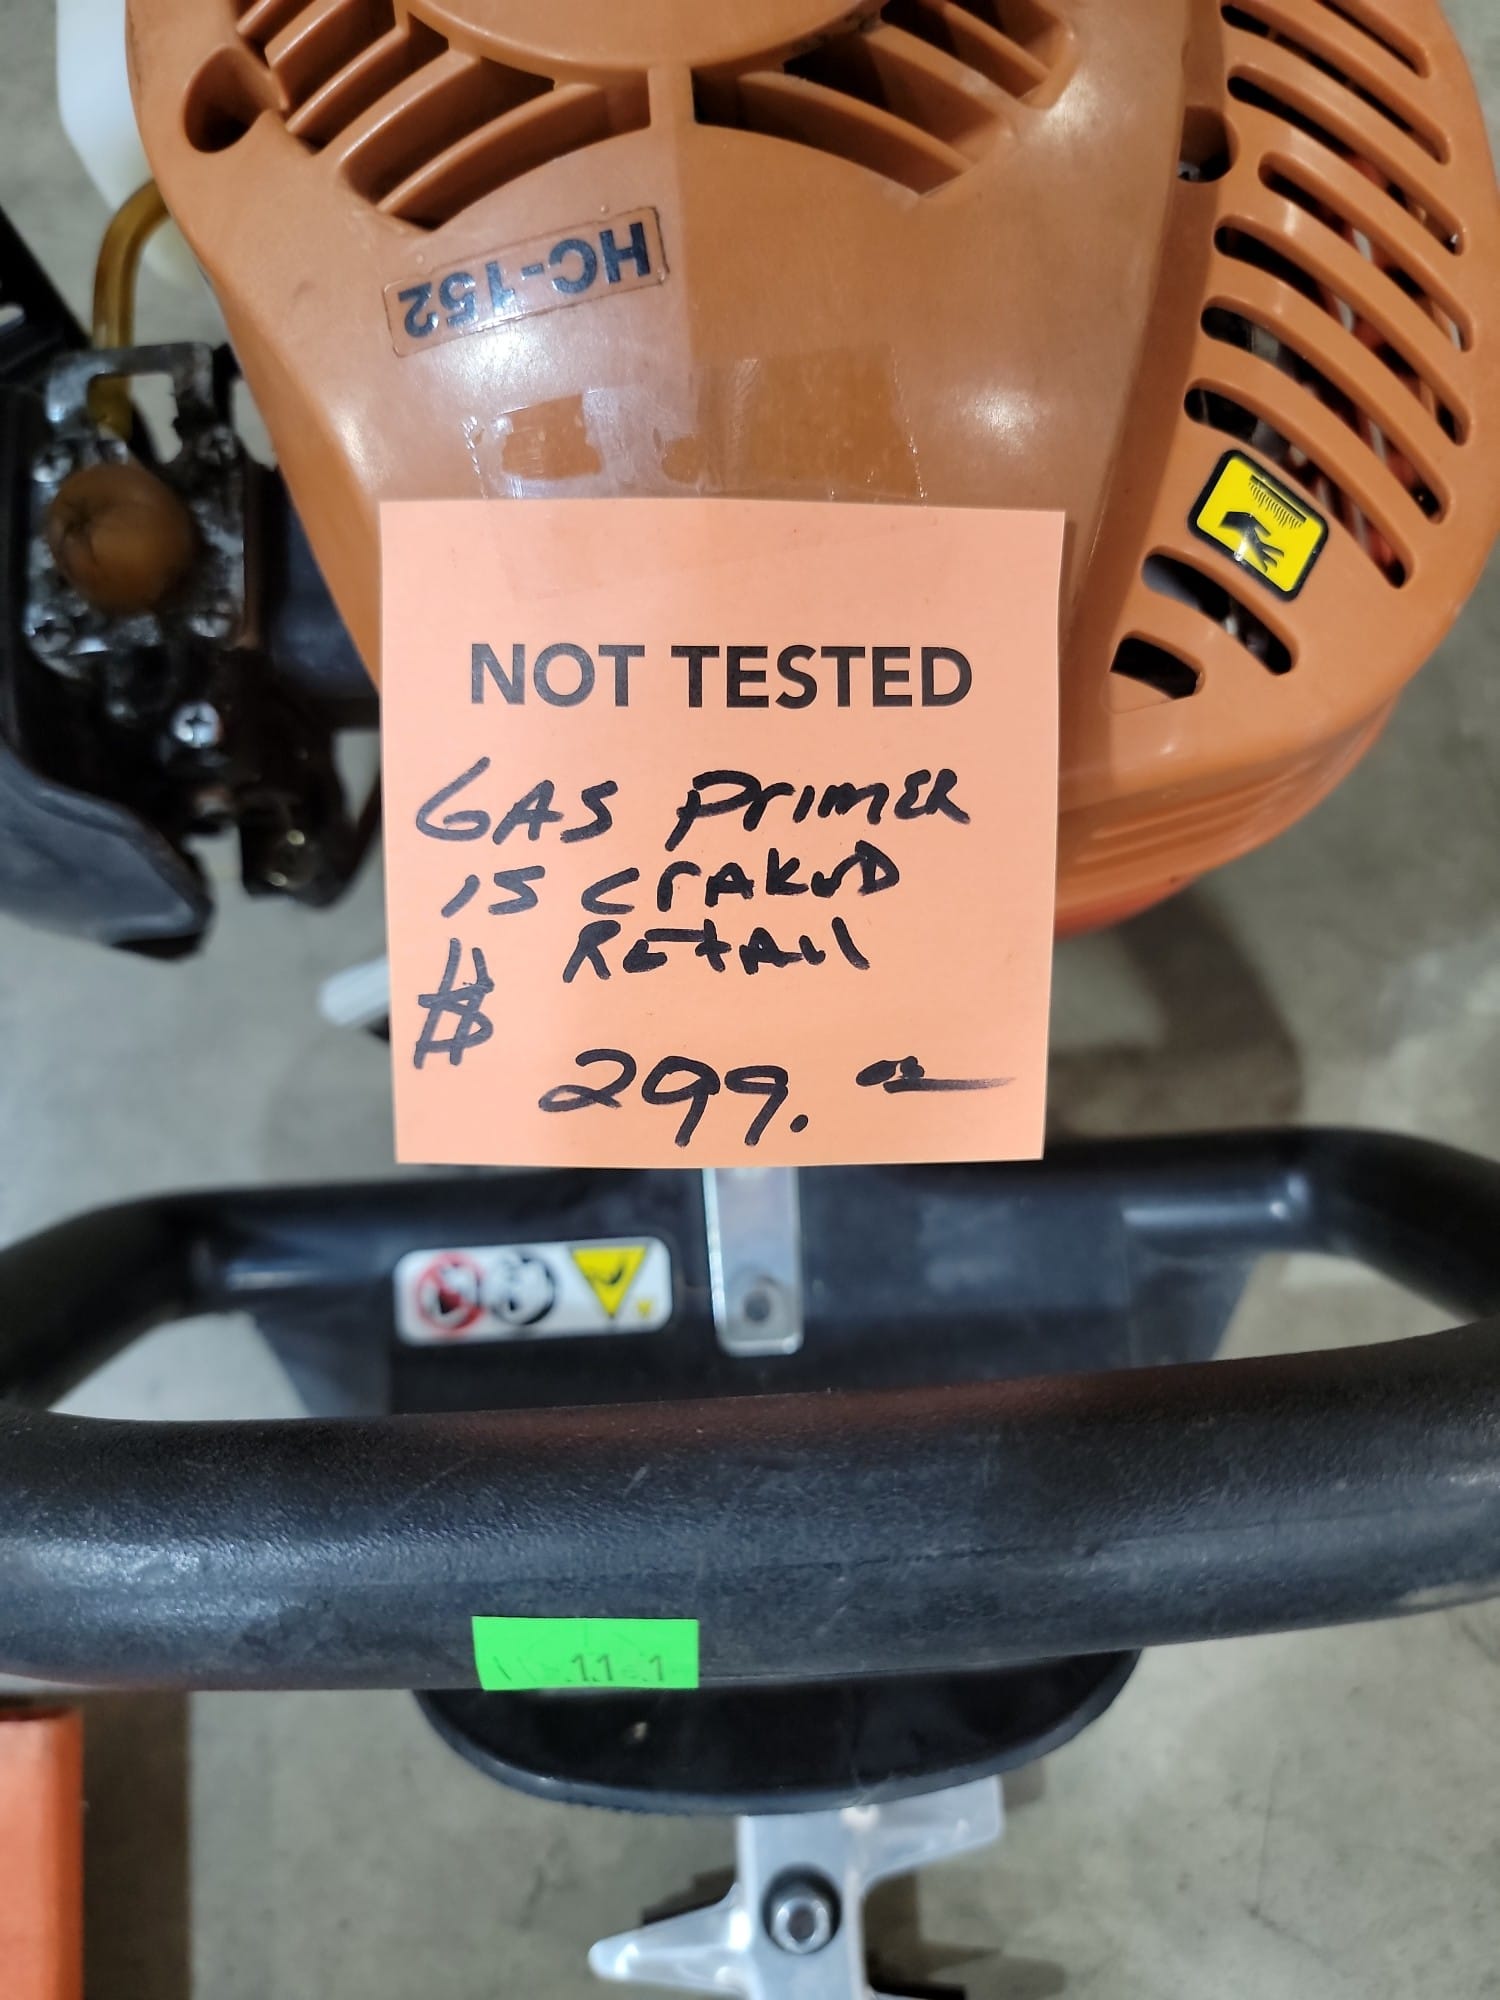 HC-152
NOT TESTED
GAS PrimER
IS CrAKED
$ RETAIL
299.